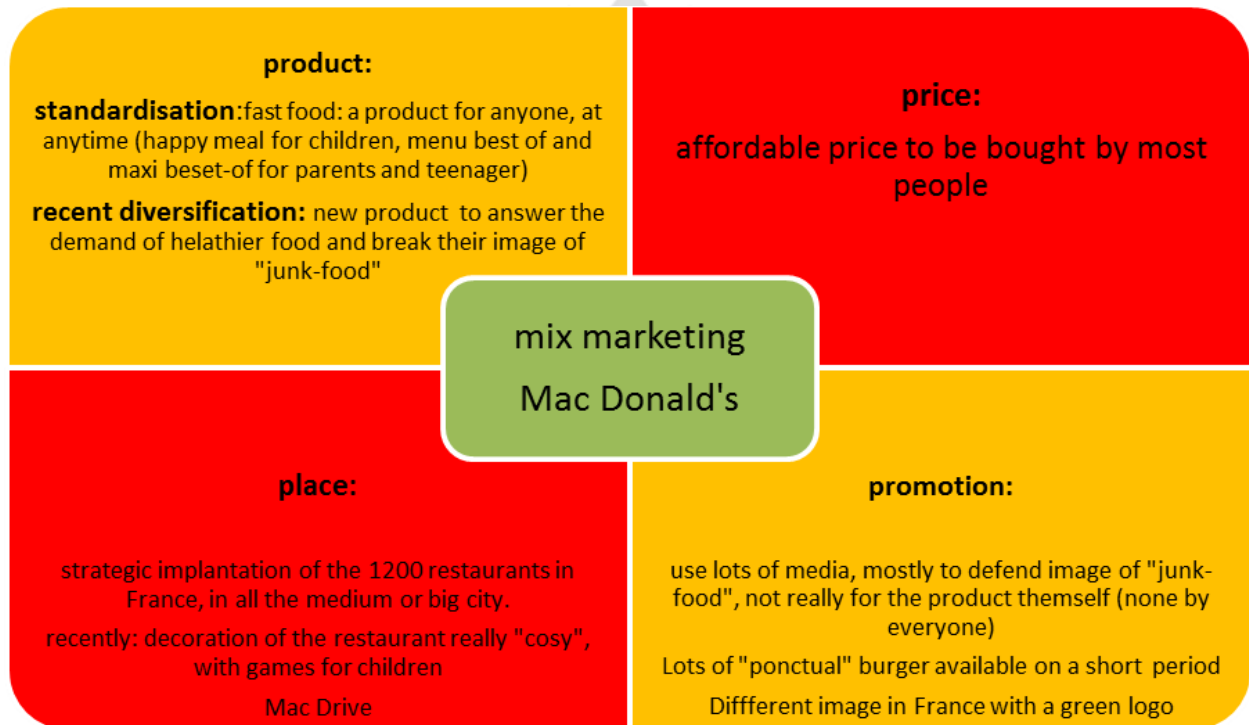 product:
standardisation:fast food: a product for anyone, at
anytime (happy meal for children, menu best of and
maxi beset-of for parents and teenager)
recent diversification: new product to answer the
demand of helathier food and break their image of
"junk-food"
price:
affordable price to be bought by most
people
mix marketing
Mac Donald's
place:
strategic implantation of the 1200 restaurants in
France, in all the medium or big city.
recently: decoration of the restaurant really "cosy",
with games for children
Mac Drive
promotion:
use lots of media, mostly to defend image of "junk-
food", not really for the product themself (none by
everyone)
Lots of "ponctual" burger available on a short period
Diffferent image in France with a green logo